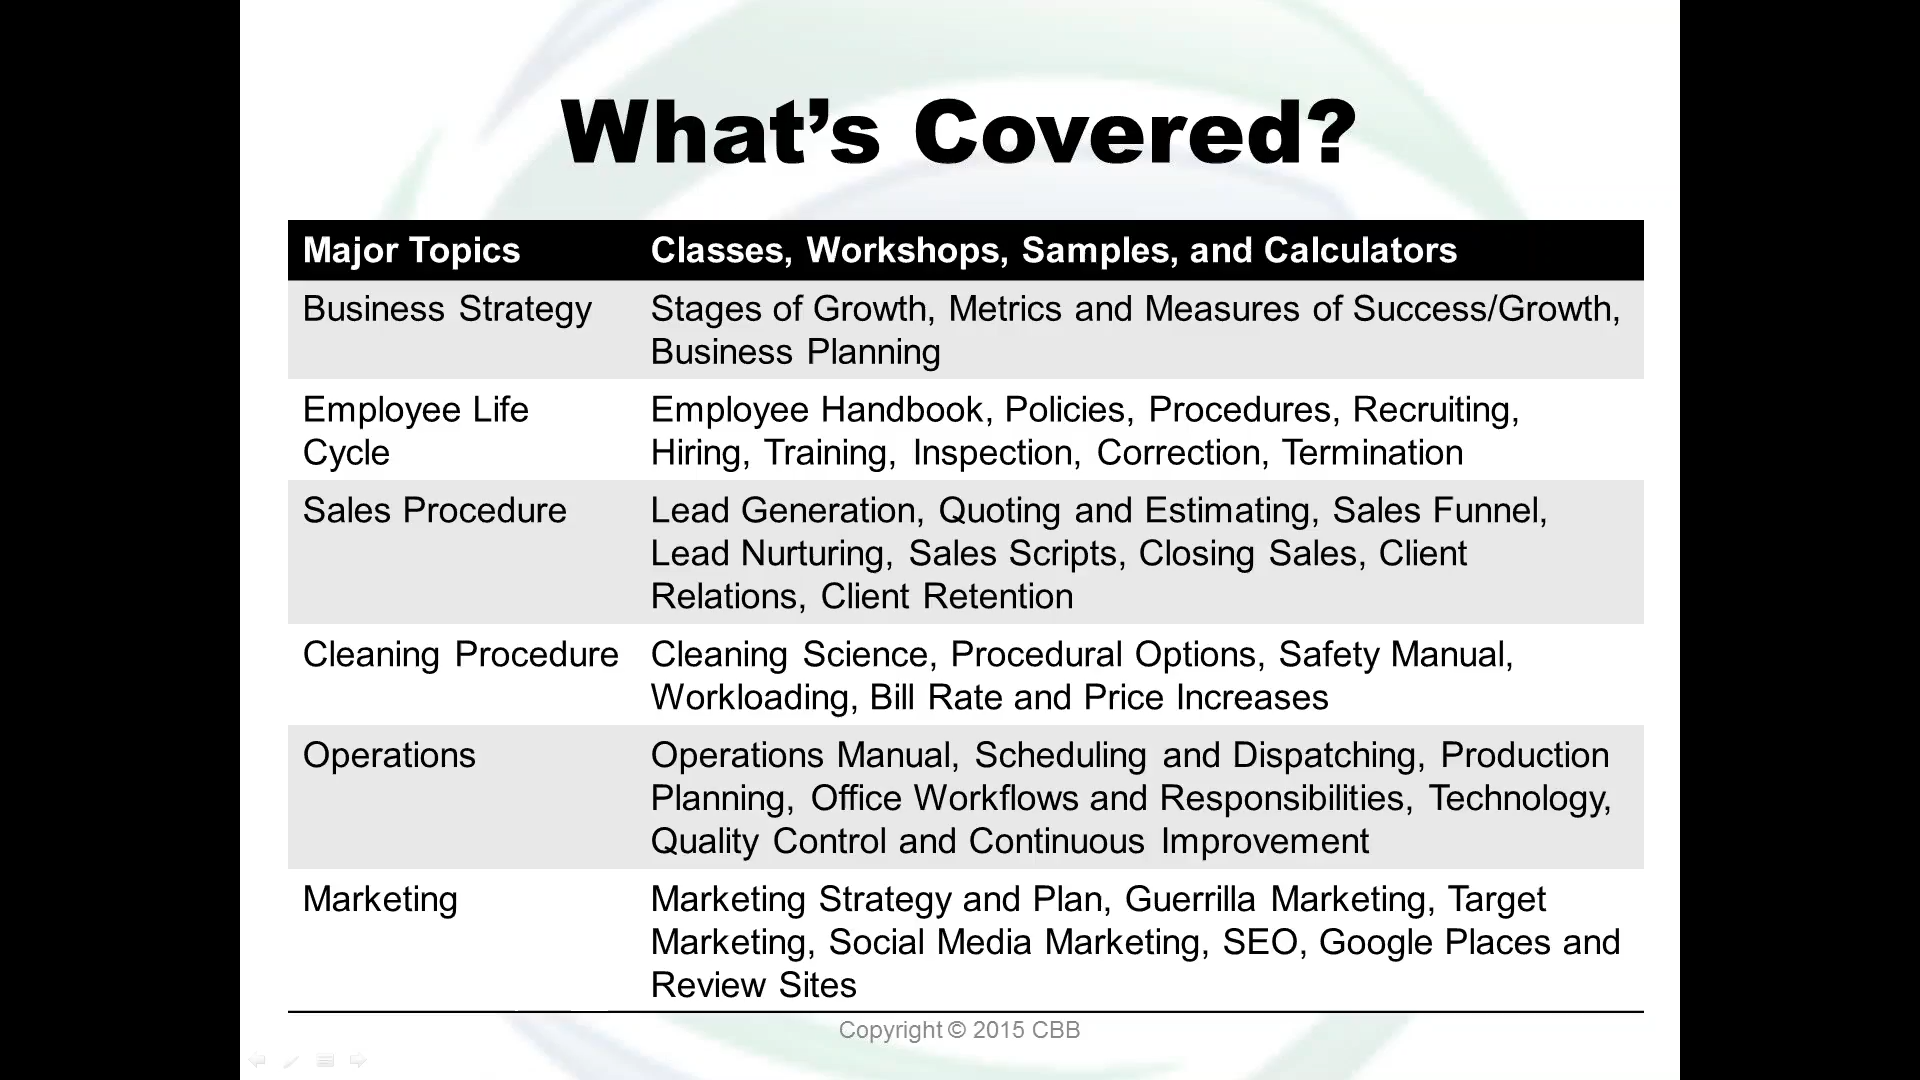 What’s Covered?
Major Topics
Classes, Workshops, Samples, and Calculators
Business Strategy
Stages of Growth, Metrics and Measures of Success/Growth,
Business Planning
Employee Life
Cycle
Employee Handbook, Policies, Procedures, Recruiting,
Hiring, Training, Inspection, Correction, Termination
Sales Procedure
Lead Generation, Quoting and Estimating, Sales Funnel,
Lead Nurturing, Sales Scripts, Closing Sales, Client
Relations, Client Retention
Cleaning Procedure
Cleaning Science, Procedural Options, Safety Manual,
Workloading, Bill Rate and Price Increases
Operations
Operations Manual, Scheduling and Dispatching, Production
Planning, Office Workflows and Responsibilities, Technology,
Quality Control and Continuous Improvement
Marketing
Marketing Strategy and Plan, Guerrilla Marketing, Target
Marketing, Social Media Marketing, SEO, Google Places and
Review Sites
Copyright © 2015 CBB